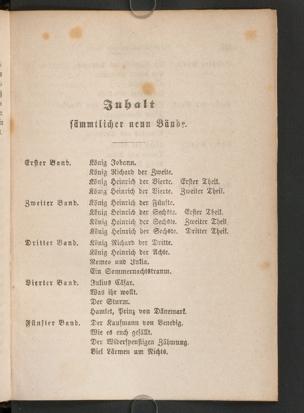 Inhalt
sämmtlicher neun Bände.
Erster Band. König Johann.
König Richard der Zweite.
König Heinrich der Vierte. Erster Theil.
König Heinrich der Vierte. Zweiter Theil.
Zweiter Band. König Heinrich der Fünfte.
König Heinrich der Sechste. Erster Theil.
König Heinrich der Sechste. Zweiter Theil.
König Heinrich der Sechste. Dritter Theil.
Dritter Band. König Richard der Dritte.
König Heinrich der Achte.
Romeo und Julia.
Ein Sommernachtstraum.
Vierter Band. Julius Cäsar.
Was ihr wollt.
Der Sturm.
Hamlet, Prinz von Dänemark.
Fünfter Band. Der Kaufmann von Venedig.
Wie es euch gefällt.
Der Widerspenstigen Zähmung.
Viel Lärmen um Nichts.